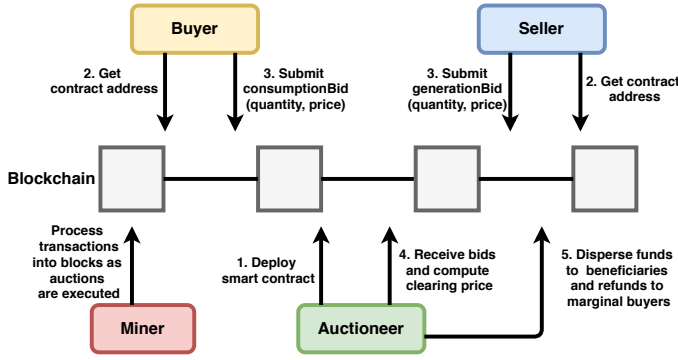 Buyer
Seller
2. Get
contract address
3. Submit
consumptionBid
(quantity, price)
3. Submit
generationBid
(quantity, price)
2. Get contract
address
Blockchain
Process
transactions
into blocks as
auctions
are executed
1. Deploy
smart contract
4. Receive bids
and compute
clearing price
5. Disperse funds
to beneficiaries
and refunds to
marginal buyers
Miner
Auctioneer